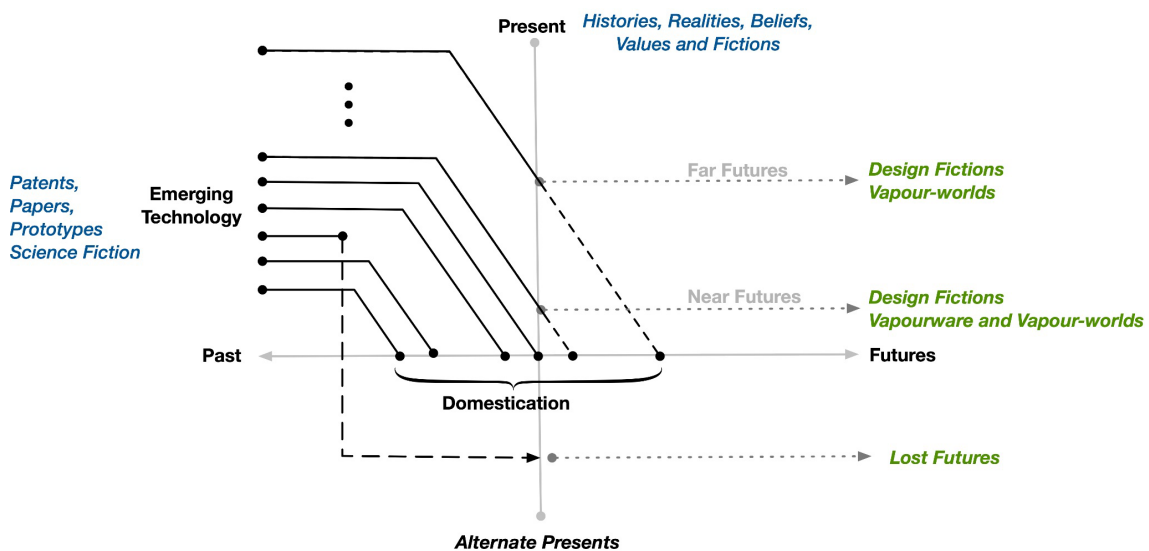 Present
Histories, Realities, Beliefs,
Values and Fictions
Far Futures
Design Fictions
Vapour-worlds
Patents,
Papers,
Prototypes
Science Fiction
Emerging
Technology
Near Futures
Design Fictions
Vapourware and Vapour-worlds
Past
Futures
Domestication
Lost Futures
Alternate Presents